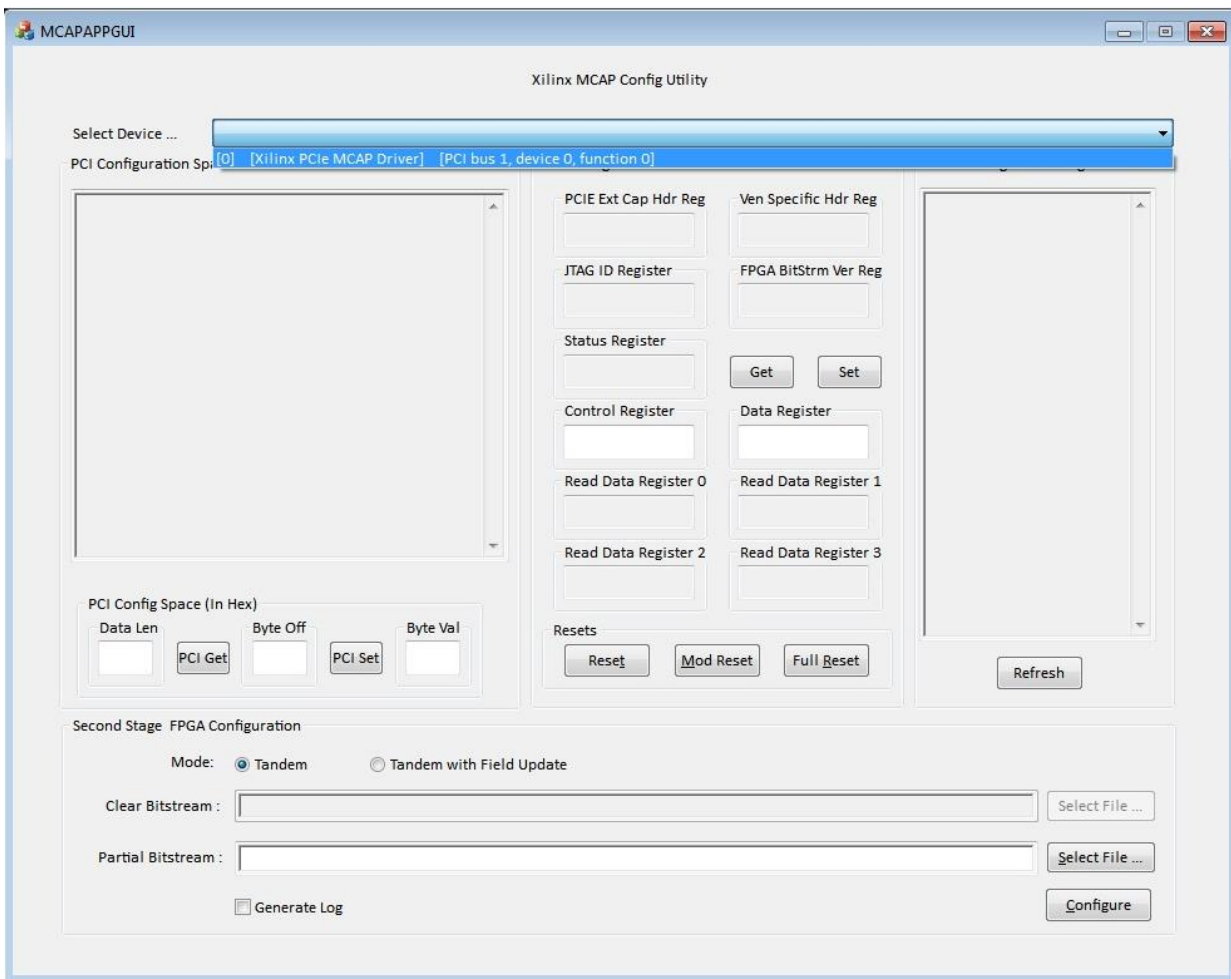 MCAPAPPGUI
Xilinx MCAP Config Utility
Select Device ...
[0] [Xilinx PCIe MCAP Driver] [PCI bus 1, device 0, function 0]
PCI Configuration
PCIE Ext Cap Hdr Reg
Ven Specific Hdr Reg
JTAG ID Register
FPGA BitStrm Ver Reg
Status Register
Get
Set
Control Register
Data Register
Read Data Register 0
Read Data Register 1
Read Data Register 2
Read Data Register 3
PCI Config Space (In Hex)
Data Len
PCI Get
Byte Off
PCI Set
Byte Val
Resets
Reset
Mod Reset
Full Reset
Refresh
Second Stage FPGA Configuration
Mode:
Tandem
Tandem with Field Update
Clear Bitstream :
Select File ...
Partial Bitstream :
Select File ...
Generate Log
Configure